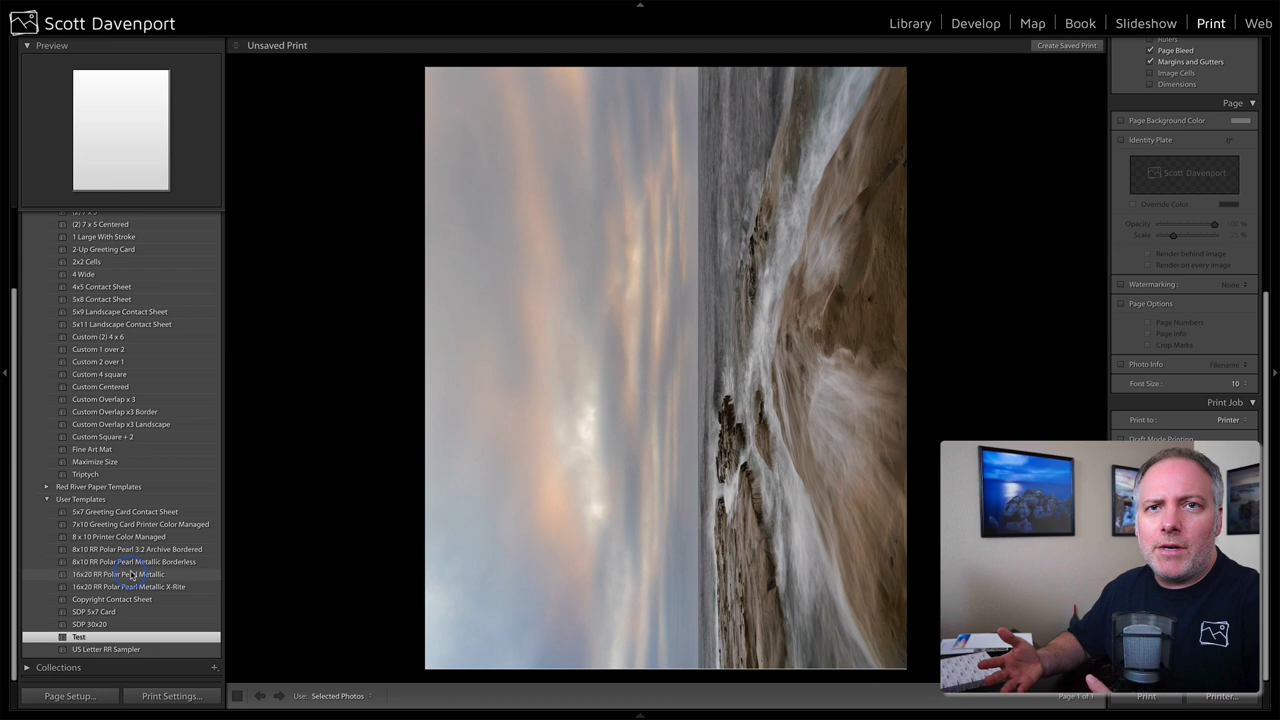 Scott Davenport
Library
Develop
Map
Book
Slideshow
Print
Web
Preview
Unsaved Print
Create Saved Print
(2) 7 x 5
(2) 7 x 5 Centered
1 Large With Stroke
2-Up Greeting Card
2x2 Cells
4 Wide
4x5 Contact Sheet
5x8 Contact Sheet
5x9 Landscape Contact Sheet
5x11 Landscape Contact Sheet
Custom (2) 4 x 6
Custom 1 over 2
Custom 2 over 1
Custom 4 square
Custom Centered
Custom Overlap x 3
Custom Overlap x3 Border
Custom Overlap x3 Landscape
Custom Square + 2
Fine Art Mat
Maximize Size
Triptych
Red River Paper Templates
User Templates
5x7 Greeting Card Contact Sheet
7x10 Greeting Card Printer Color Managed
8 x 10 Printer Color Managed
8x10 RR Polar Pearl 3:2 Archive Bordered
8x10 RR Polar Pearl Metallic Borderless
16x20 RR Polar Pearl Metallic
16x20 RR Polar Pearl Metallic X-Rite
Copyright Contact Sheet
SDP 5x7 Card
SDP 30x20
Test
US Letter RR Sampler
Collections
Page Setup...
Print Settings...
Use: Selected Photos
Page 1 of 1
Rulers
Page Bleed
Margins and Gutters
Image Cells
Dimensions
Page
Page Background Color
Identity Plate 0°
Scott Davenport
Override Color
Opacity 100 %
Scale 25 %
Render behind image
Render on every image
Watermarking : None
Page Options
Page Numbers
Page Info
Crop Marks
Photo Info Filename
Font Size : 10
Print Job
Print to : Printer
Draft Mode Printing
Print
Printer...